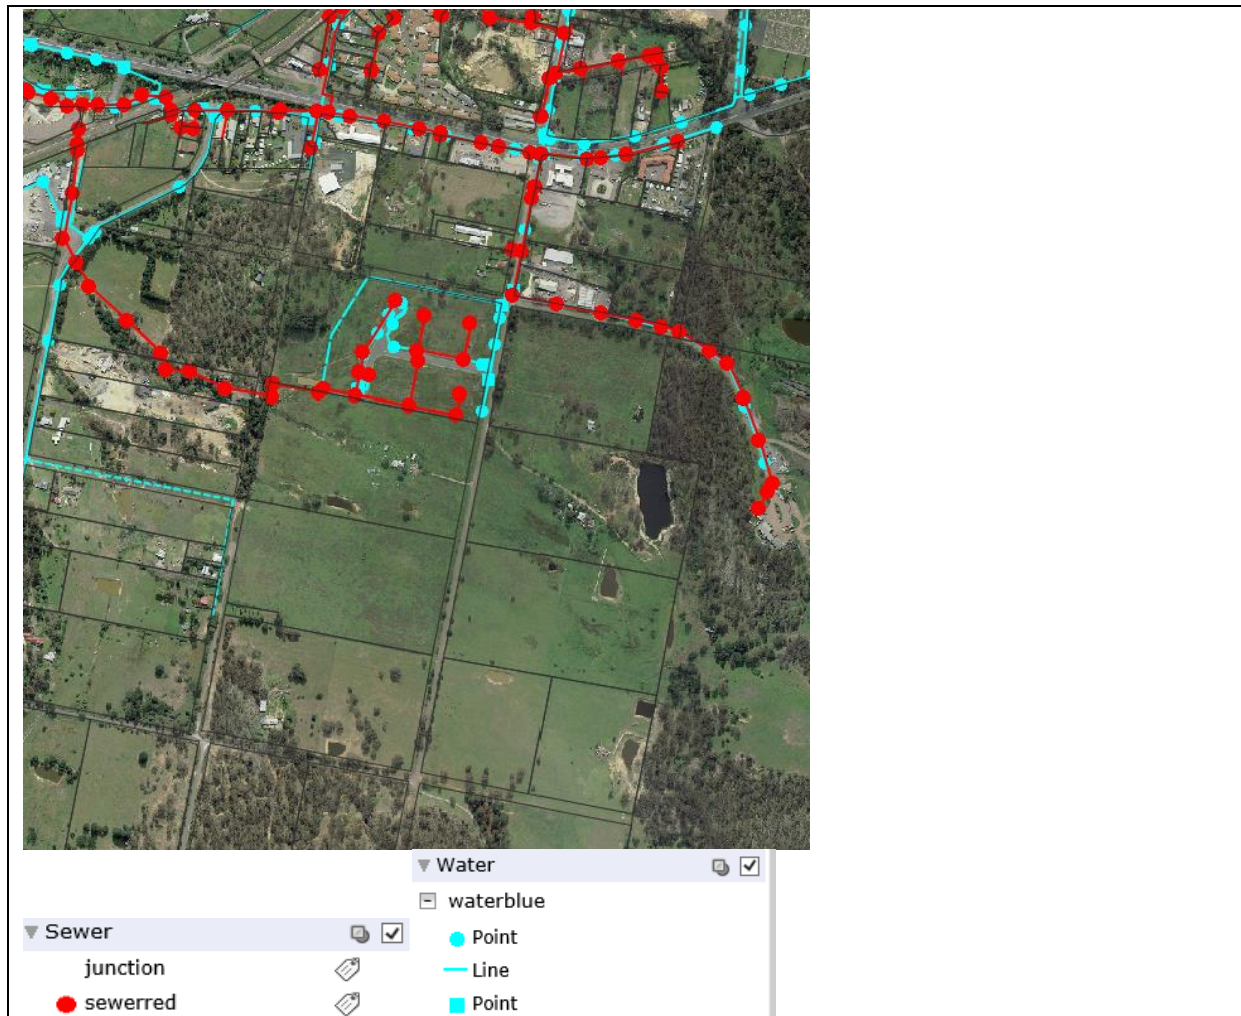 Water
waterblue
Point
Line
Point
Sewer
junction
sewerred